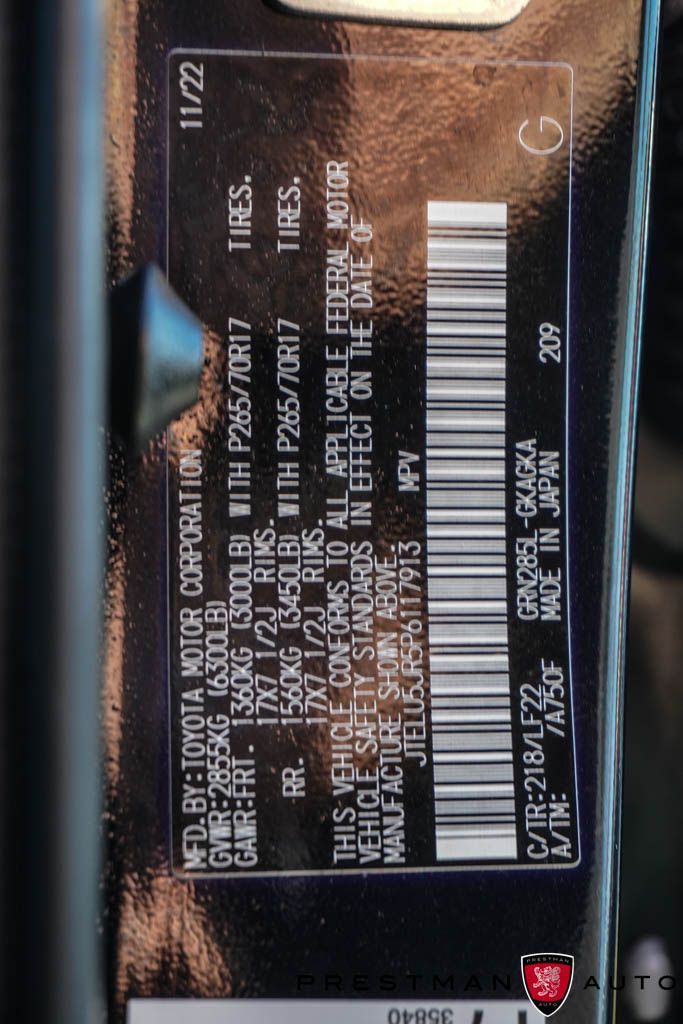 MFD. BY: TOYOTA MOTOR CORPORATION 11/22
GVWR: 2855KG (6300LB)
GAWR: FRT. 1360KG (3000LB) WITH P265/70R17 TIRES.
17X7 1/2J RIMS.
RR. 1560KG (3450LB) WITH P265/70R17 TIRES.
17X7 1/2J RIMS.
THIS VEHICLE CONFORMS TO ALL APPLICABLE FEDERAL MOTOR
VEHICLE SAFETY STANDARDS IN EFFECT ON THE DATE OF
MANUFACTURE SHOWN ABOVE.
JTELU5JR5P6117913 MPV
C/TR: 218/LF22 GRN285L-GKAGKA G
A/TM: /A750F MADE IN JAPAN 209
35840
PRESTMAN AUTO
PRESTMAN
AUTO